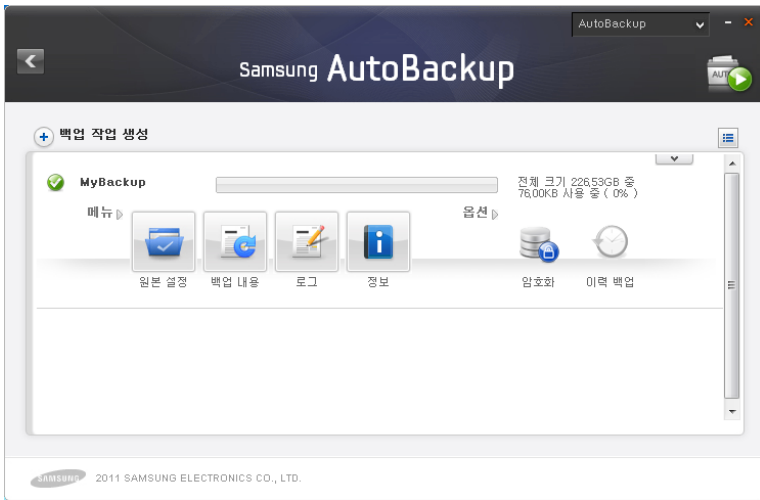 AutoBackup
Samsung AutoBackup
AUTO
백업 작업 생성
MyBackup
전체 크기 226,53GB 중
76,00KB 사용 중 ( 0% )
메뉴
옵션
원본 설정
백업 내용
로그
정보
암호화
이력 백업
SAMSUNG
2011 SAMSUNG ELECTRONICS CO., LTD.